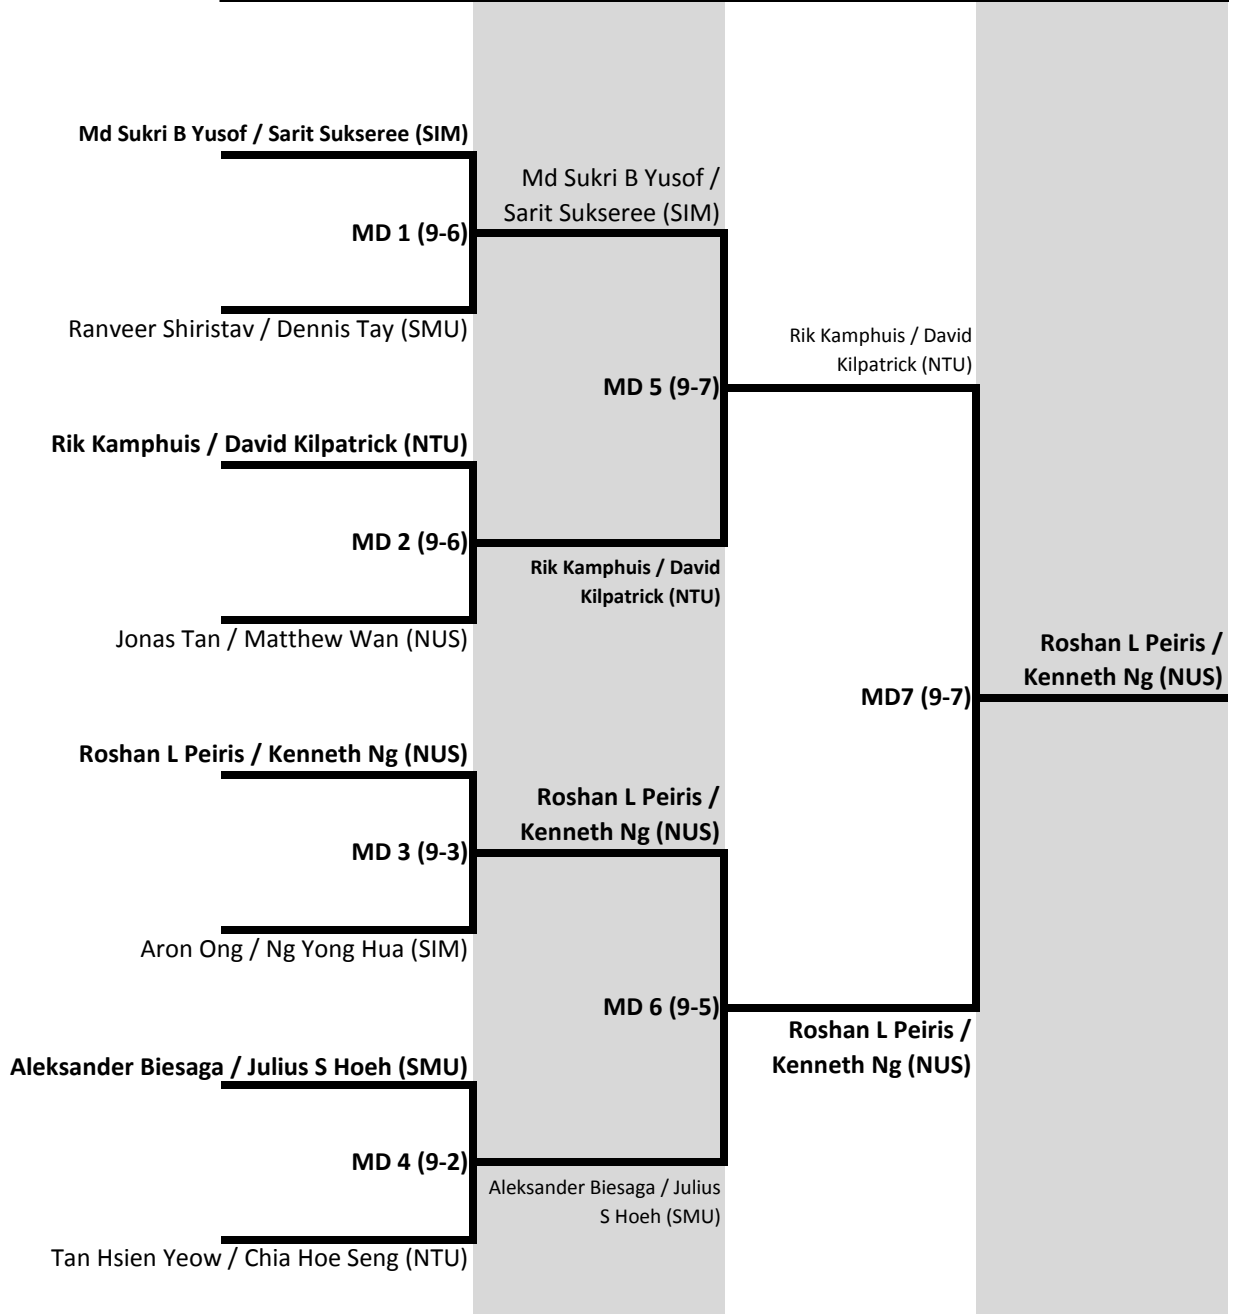 Md Sukri B Yusof / Sarit Sukseree (SIM)
Md Sukri B Yusof /
Sarit Sukseree (SIM)
MD 1 (9-6)
Ranveer Shiristav / Dennis Tay (SMU)
Rik Kamphuis / David
Kilpatrick (NTU)
MD 5 (9-7)
Rik Kamphuis / David Kilpatrick (NTU)
MD 2 (9-6)
Rik Kamphuis / David
Kilpatrick (NTU)
Jonas Tan / Matthew Wan (NUS)
Roshan L Peiris /
Kenneth Ng (NUS)
MD7 (9-7)
Roshan L Peiris / Kenneth Ng (NUS)
Roshan L Peiris /
Kenneth Ng (NUS)
MD 3 (9-3)
Aron Ong / Ng Yong Hua (SIM)
MD 6 (9-5)
Roshan L Peiris /
Kenneth Ng (NUS)
Aleksander Biesaga / Julius S Hoeh (SMU)
MD 4 (9-2)
Aleksander Biesaga / Julius
S Hoeh (SMU)
Tan Hsien Yeow / Chia Hoe Seng (NTU)